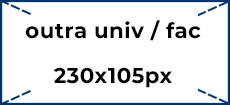 outra univ / fac
230x105px